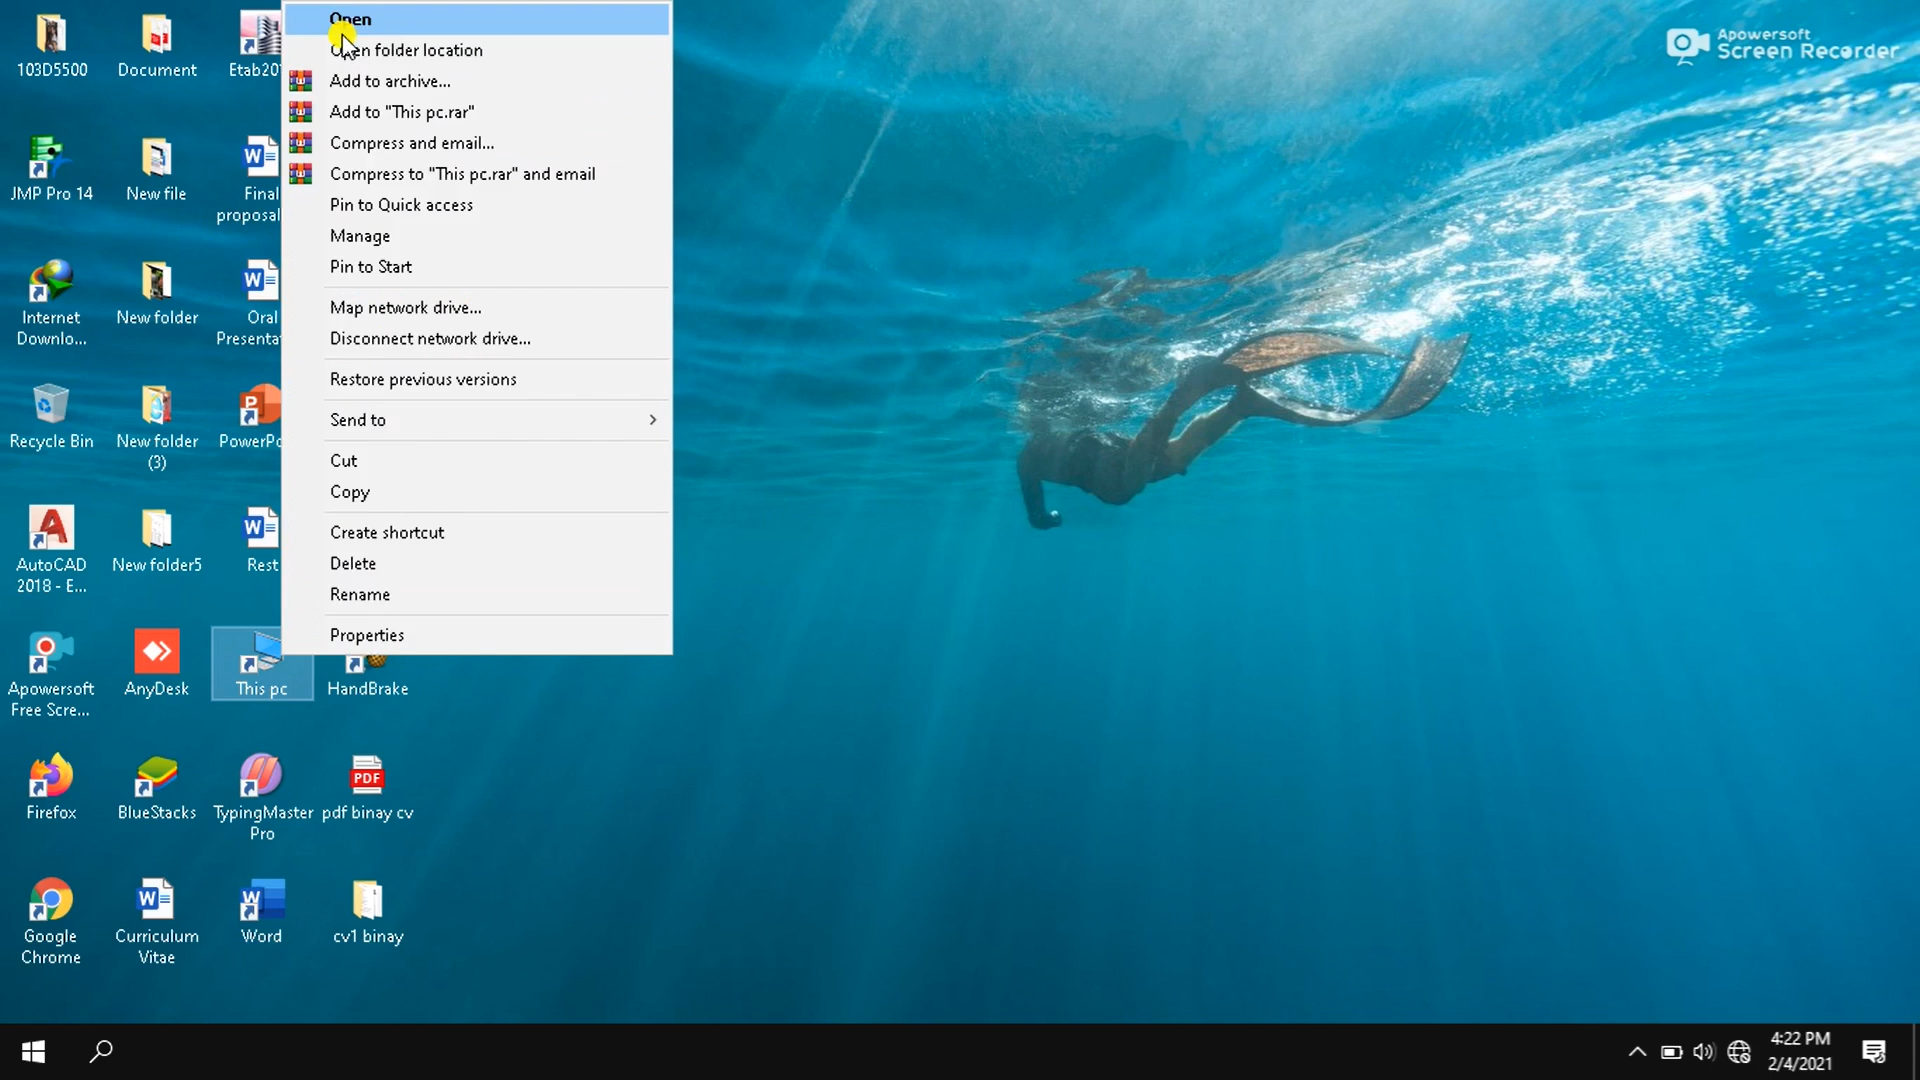 Open
Open folder location
Add to archive...
Add to "This pc.rar"
Compress and email...
Compress to "This pc.rar" and email
Pin to Quick access
Manage
Pin to Start
Map network drive...
Disconnect network drive...
Restore previous versions
Send to
Cut
Copy
Create shortcut
Delete
Rename
Properties
103D5500
Document
Etab20
JMP Pro 14
New file
Final
proposal
Internet
Downlo...
New folder
Oral
Presenta
Recycle Bin
New folder
(3)
PowerPo
AutoCAD
2018 - E...
New folder5
Rest
Apowersoft
Free Scre...
AnyDesk
This pc
HandBrake
Firefox
BlueStacks
TypingMaster
Pro
PDF
pdf binay cv
Google
Chrome
Curriculum
Vitae
Word
cv1 binay
Apowersoft
Screen Recorder
4:22 PM
2/4/2021